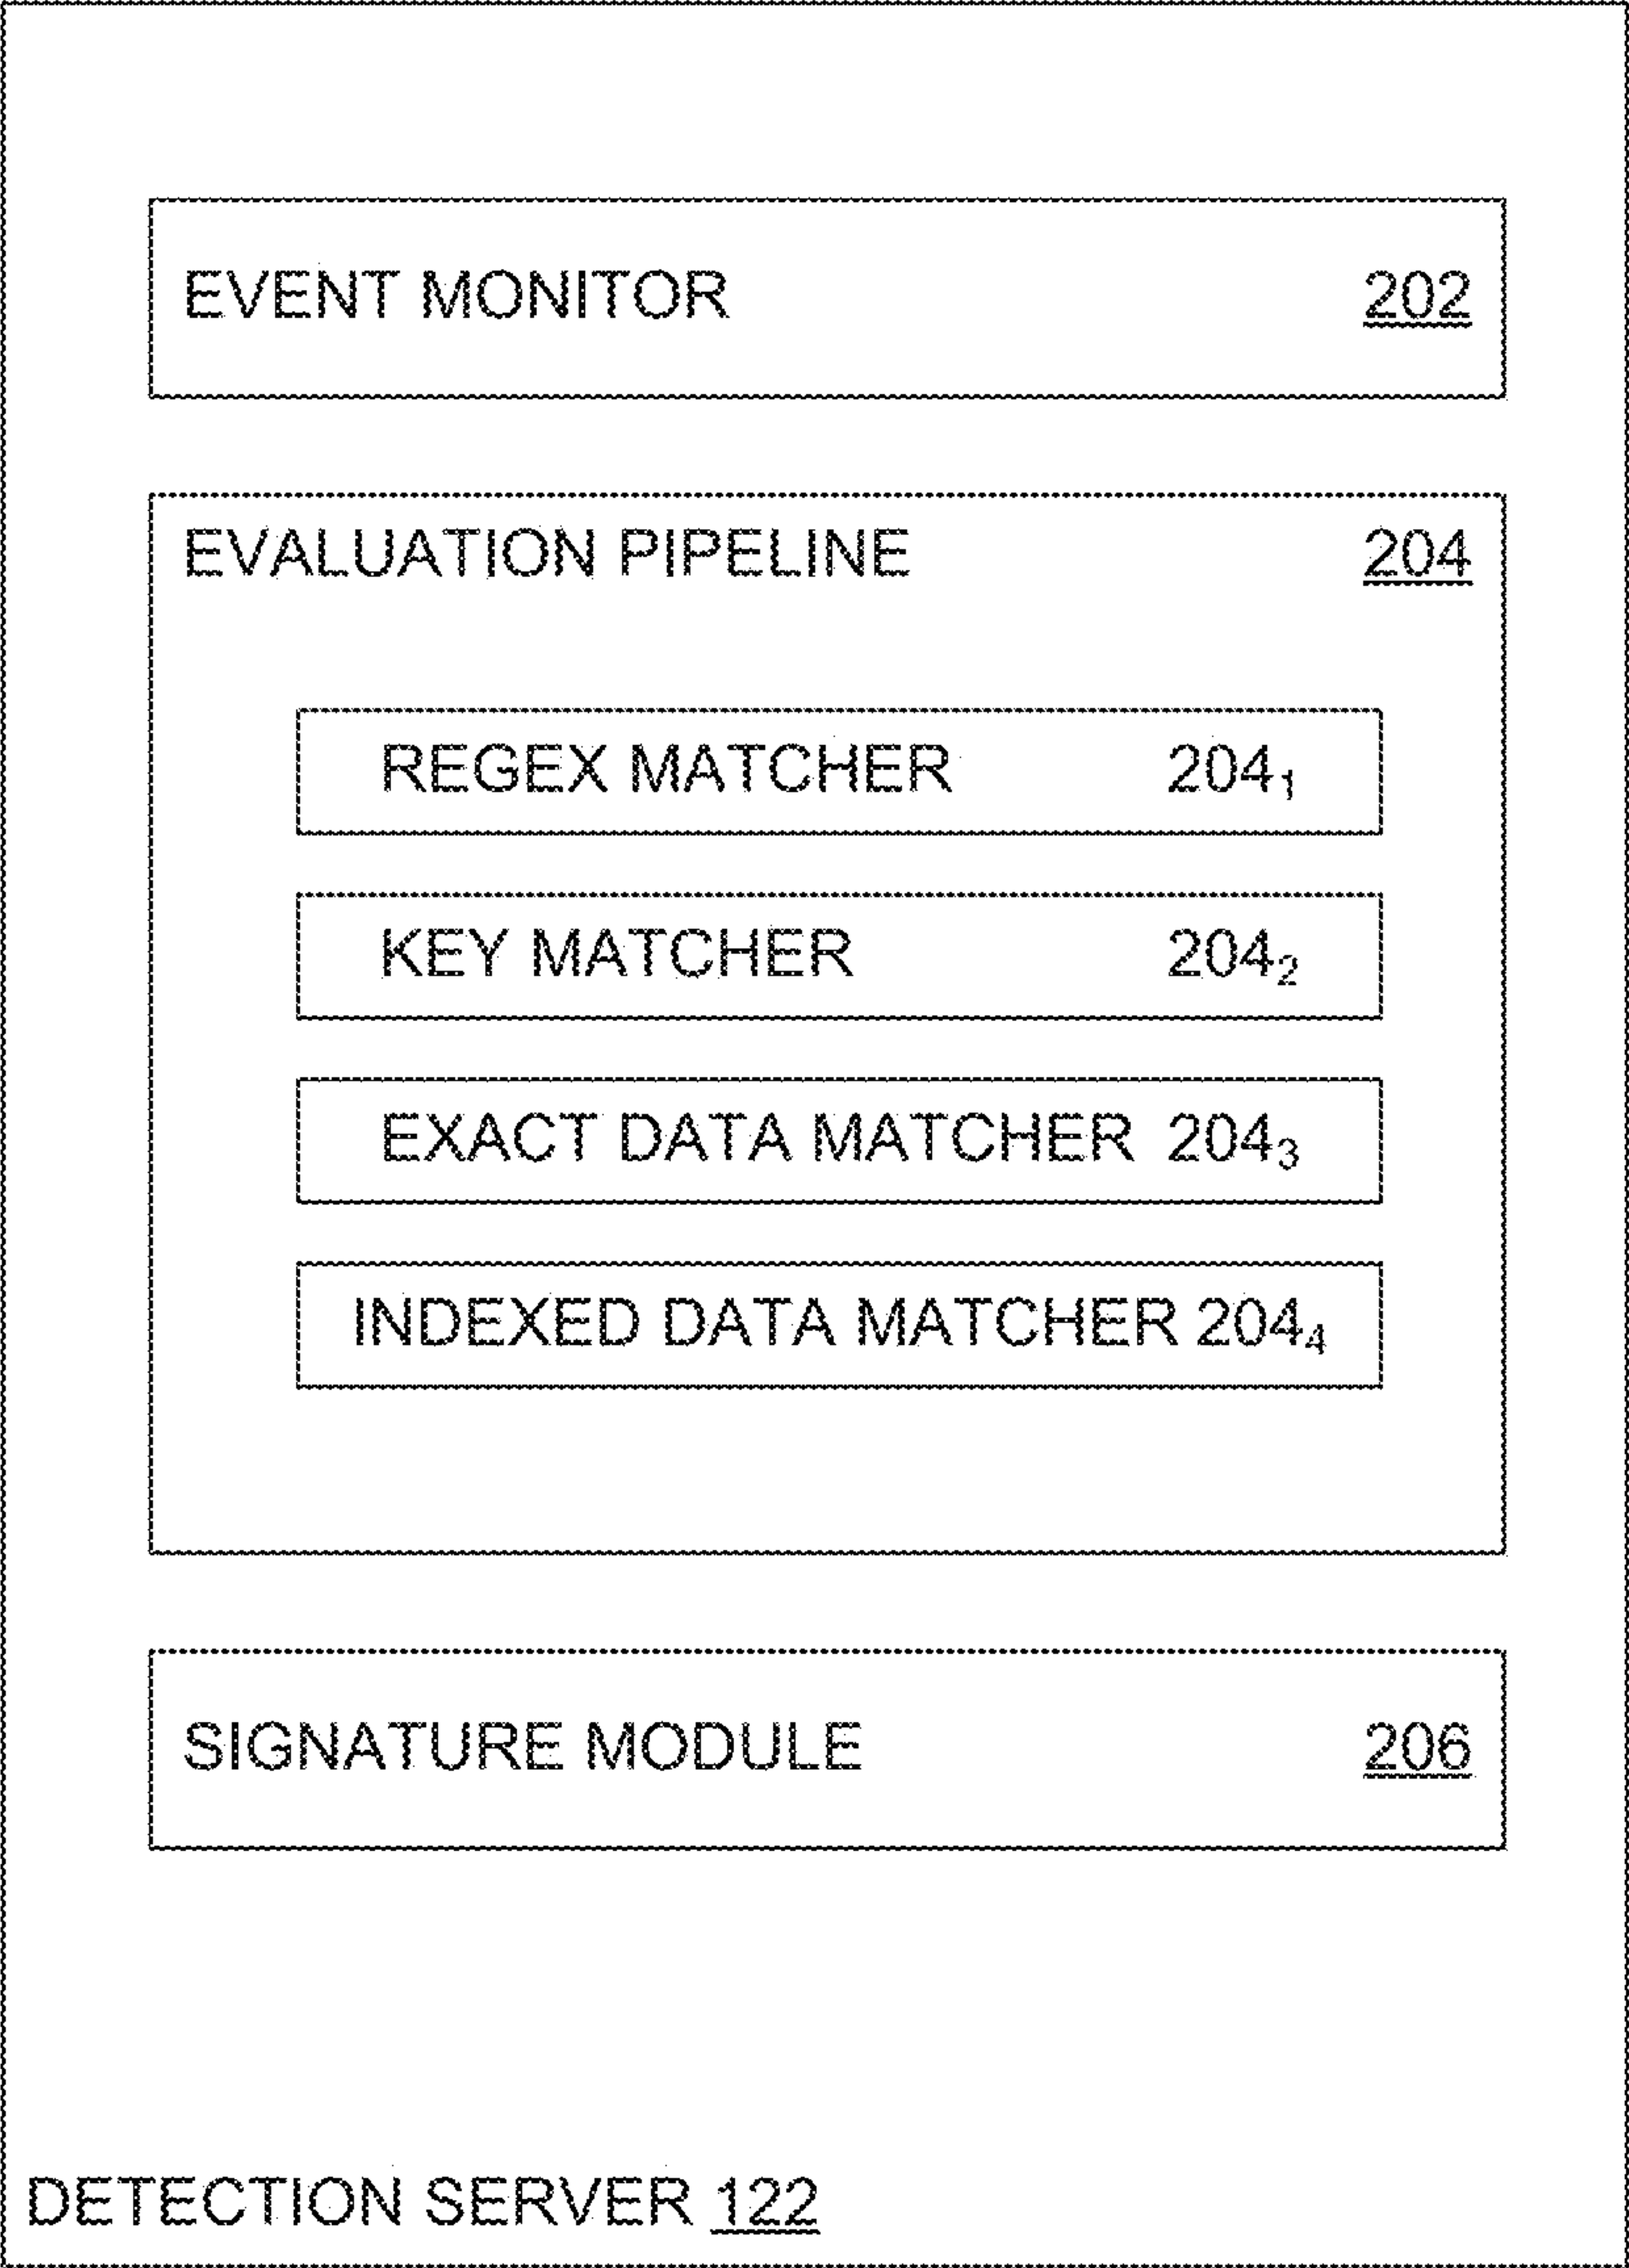 EVENT MONITOR 202
EVALUATION PIPELINE 204
REGEX MATCHER 204₁
KEY MATCHER 204₂
EXACT DATA MATCHER 204₃
INDEXED DATA MATCHER 204₄
SIGNATURE MODULE 206
DETECTION SERVER 122